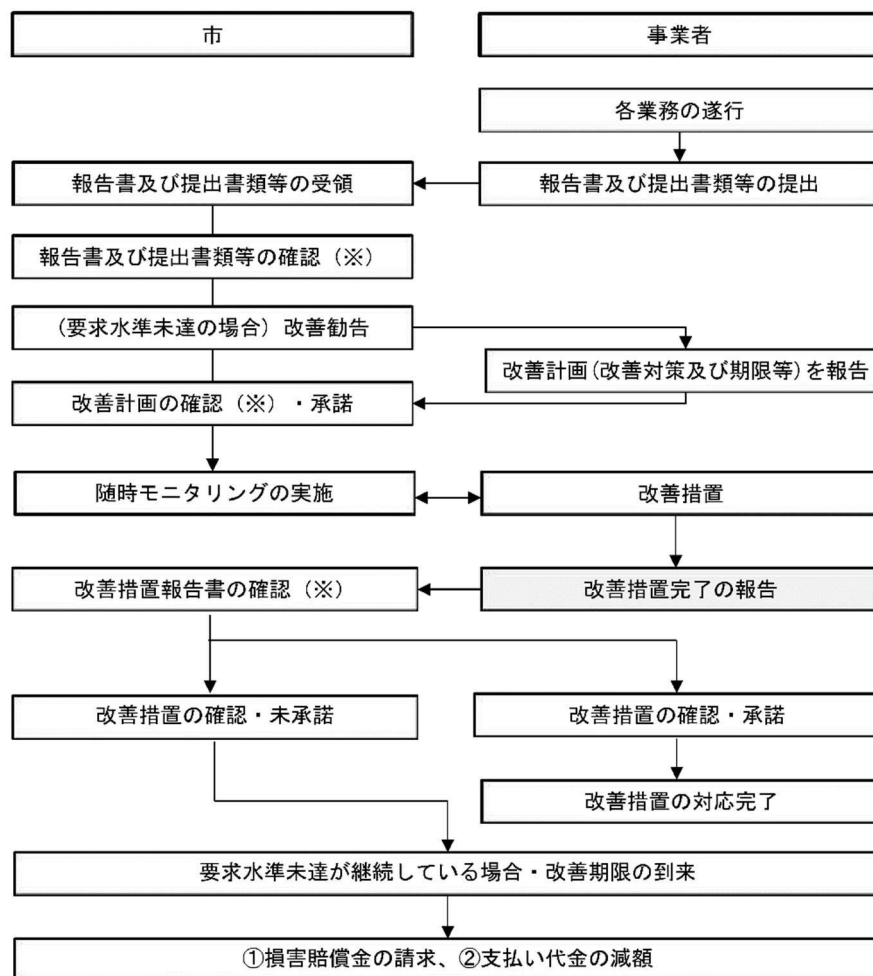 市
事業者
各業務の遂行
報告書及び提出書類等の受領
報告書及び提出書類等の提出
報告書及び提出書類等の確認（※）
（要求水準未達の場合）改善勧告
改善計画（改善対策及び期限等）を報告
改善計画の確認（※）・承諾
随時モニタリングの実施
改善措置
改善措置報告書の確認（※）
改善措置完了の報告
改善措置の確認・未承諾
改善措置の確認・承諾
改善措置の対応完了
要求水準未達が継続している場合・改善期限の到来
①損害賠償金の請求、②支払い代金の減額